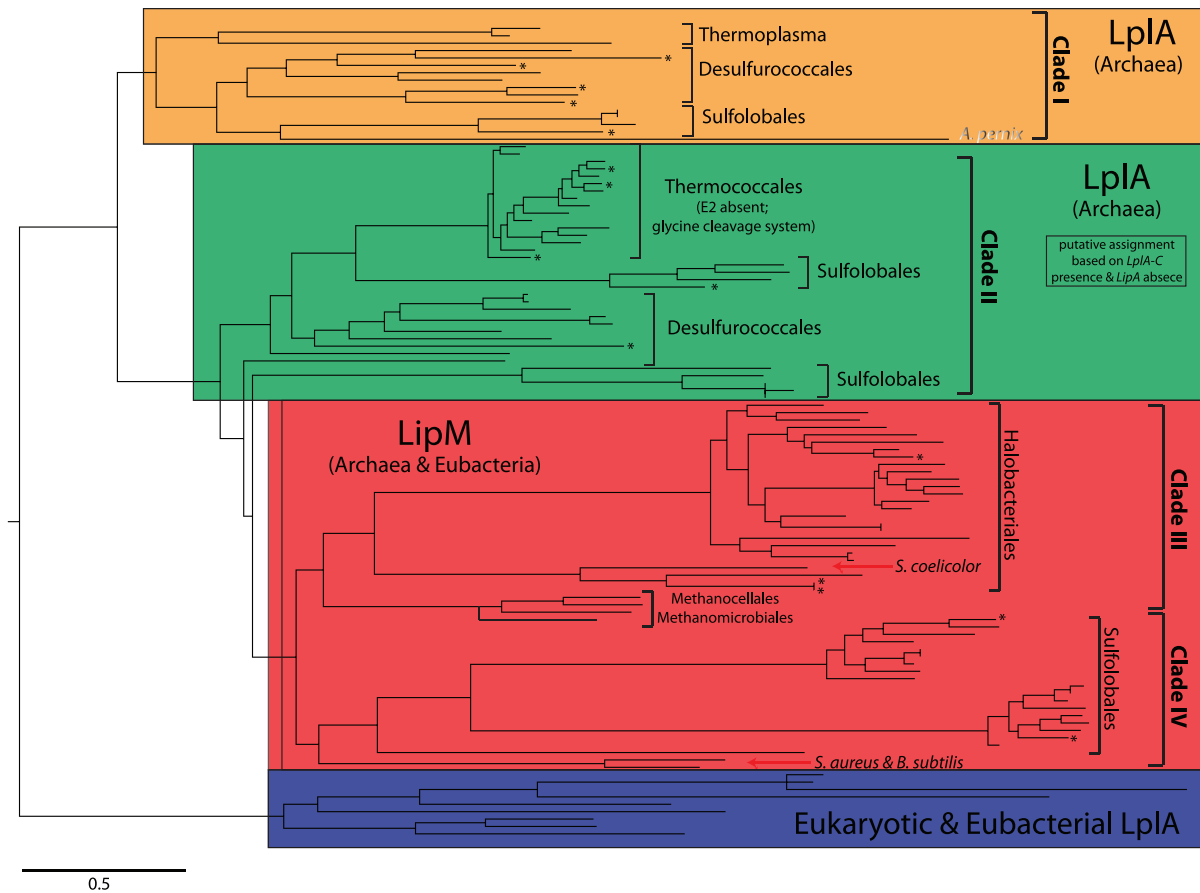 LplA
(Archaea)
Clade I
Thermoplasma
*
Desulfurococcales
*
*
*
Sulfolobales
*
A. pernix
LplA
(Archaea)
putative assignment
based on LplA-C
presence & LipA absece
Clade II
*
*
Thermococcales
(E2 absent;
glycine cleavage system)
*
Sulfolobales
*
Desulfurococcales
*
Sulfolobales
LipM
(Archaea & Eubacteria)
Halobacteriales
Clade III
*
S. coelicolor
*
*
Methanocellales
Methanomicrobiales
*
Sulfolobales
Clade IV
*
S. aureus & B. subtilis
Eukaryotic & Eubacterial LplA
0.5